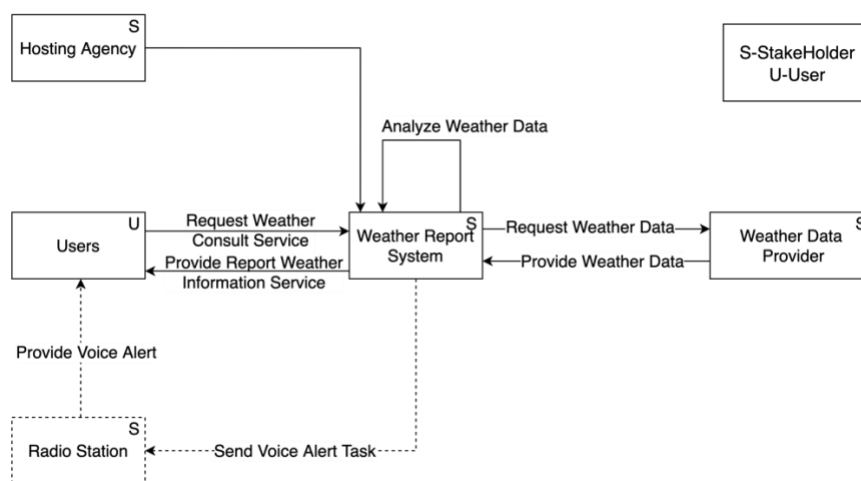 S
Hosting Agency
S-StakeHolder
U-User
Analyze Weather Data
U
Users
Request Weather
Consult Service
Provide Report Weather
Information Service
S
Weather Report
System
Request Weather Data
Provide Weather Data
S
Weather Data
Provider
Provide Voice Alert
S
Radio Station
Send Voice Alert Task